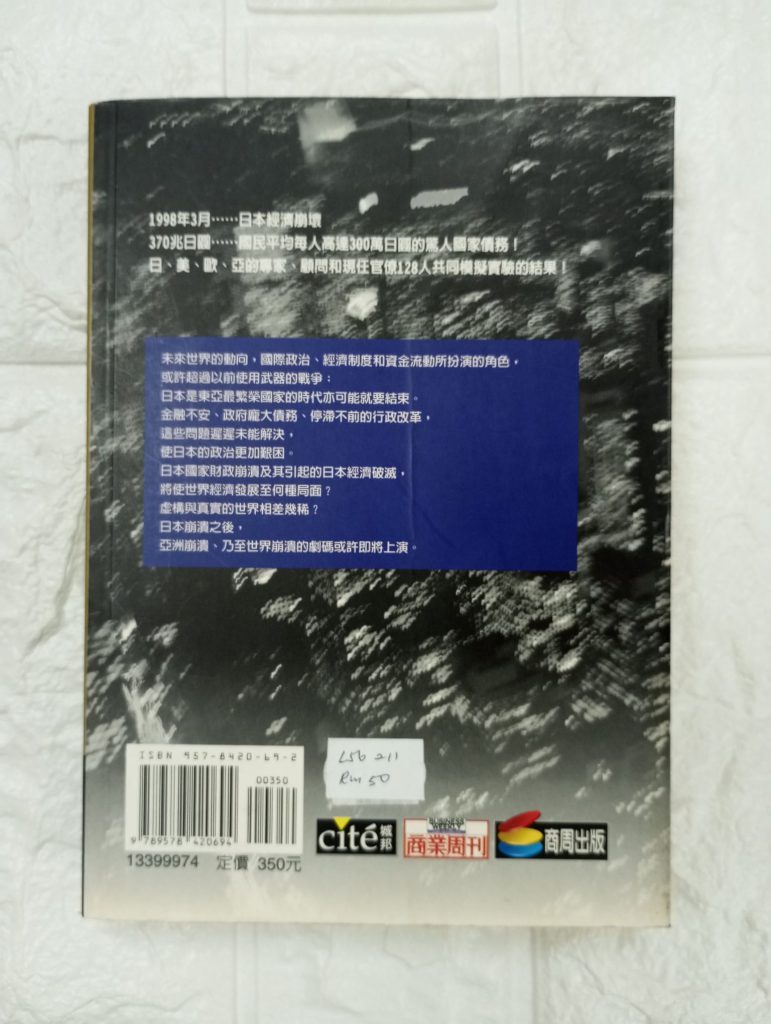 1998年3月……日本經濟崩壞
370兆日圓……國民平均每人高達300萬日圓的駭人國家債務！
日、美、歐、亞的專家、顧問和現任官僚128人共同模擬實驗的結果！
未來世界的動向，國際政治、經濟制度和資金流動所扮演的角色，
或許超過以前使用武器的戰爭：
日本是東亞最繁榮國家的時代亦可能就要結束。
金融不安、政府龐大債務、停滯不前的行政改革，
這些問題遲遲未能解決，
使日本的政治更加艱困。
日本國家財政崩潰及其引起的日本經濟破滅，
將使世界經濟發展至何種局面？
虛構與真實的世界相差幾稀？
日本崩潰之後，
亞洲崩潰、乃至世界崩潰的劇碼或許即將上演。
ISBN 957-8420-69-2
00350
9 789578 420694
13399974 定價 350元
LSb 211
RM 50
cité 城邦
BUSINESS WEEKLY
商業周刊
商周出版